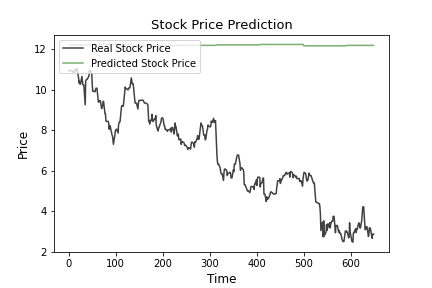 Stock Price Prediction
Real Stock Price
Predicted Stock Price
12
10
8
6
4
2
Price
0 100 200 300 400 500 600
Time